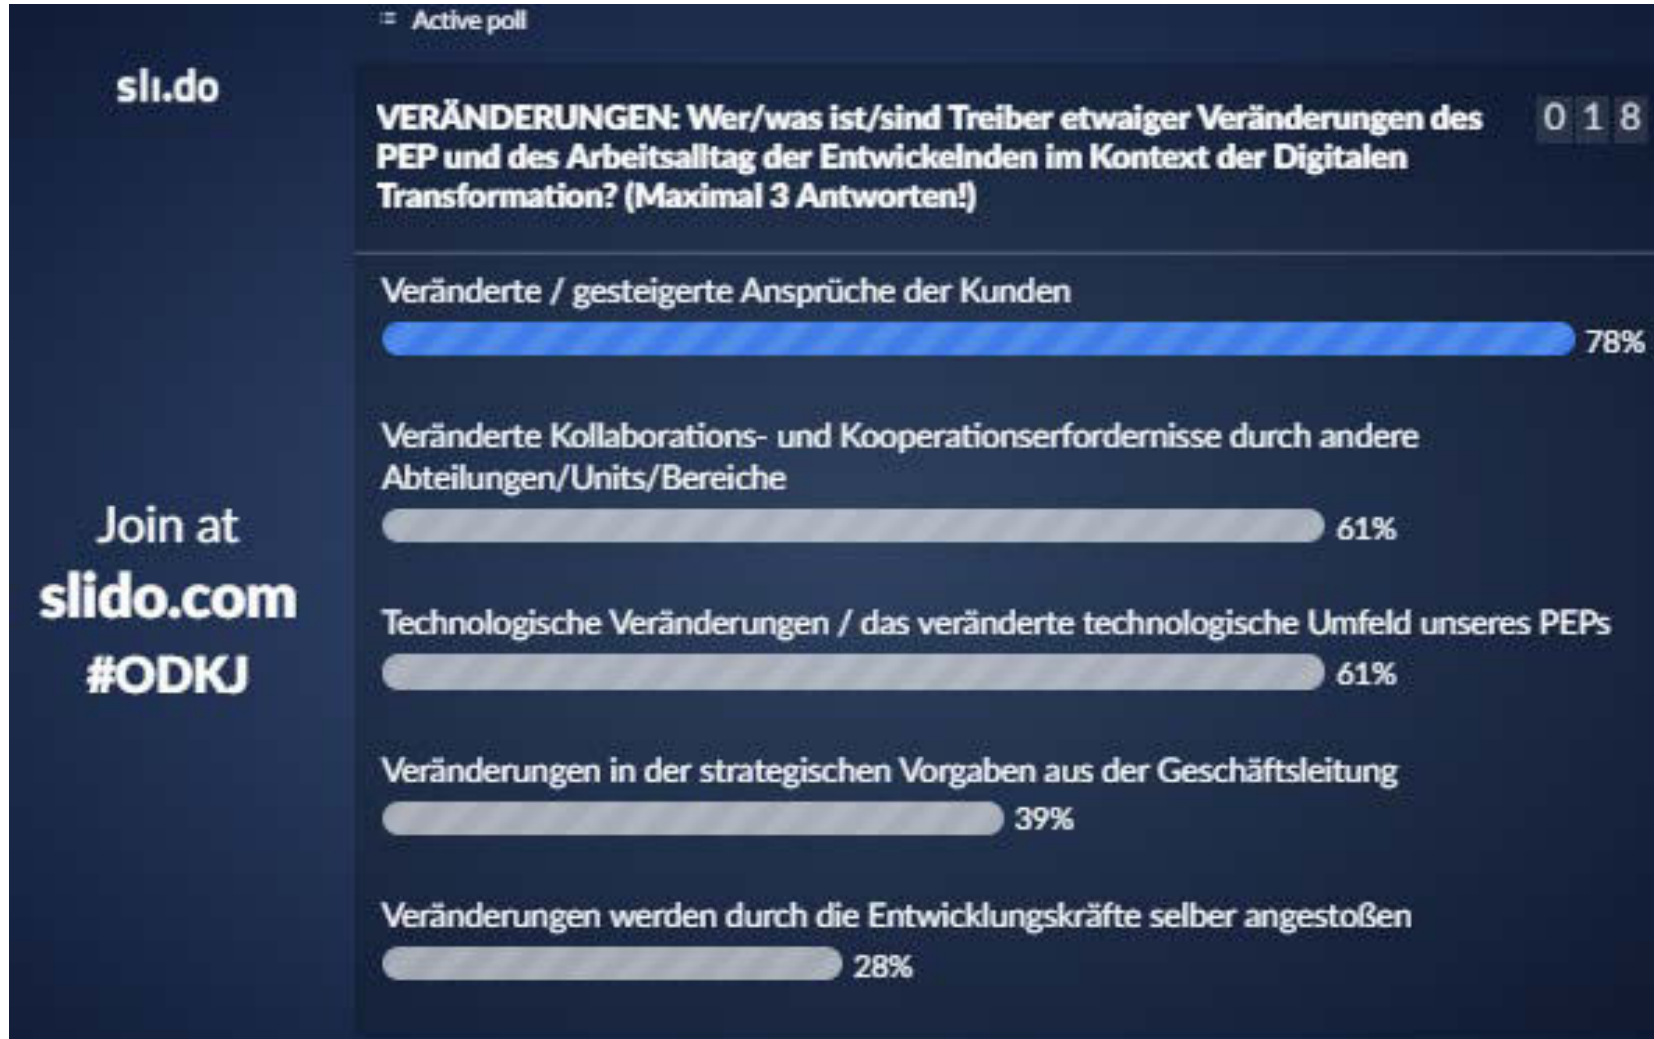 Active poll
sli.do
VERÄNDERUNGEN: Wer/was ist/sind Treiber etwaiger Veränderungen des
PEP und des Arbeitsalltag der Entwickelnden im Kontext der Digitalen
Transformation? (Maximal 3 Antworten!)
0 1 8
Veränderte / gesteigerte Ansprüche der Kunden
78%
Veränderte Kollaborations- und Kooperationserfordernisse durch andere
Abteilungen/Units/Bereiche
61%
Technologische Veränderungen / das veränderte technologische Umfeld unseres PEPs
61%
Veränderungen in der strategischen Vorgaben aus der Geschäftsleitung
39%
Veränderungen werden durch die Entwicklungskräfte selber angestoßen
28%
Join at
slido.com
#ODKJ